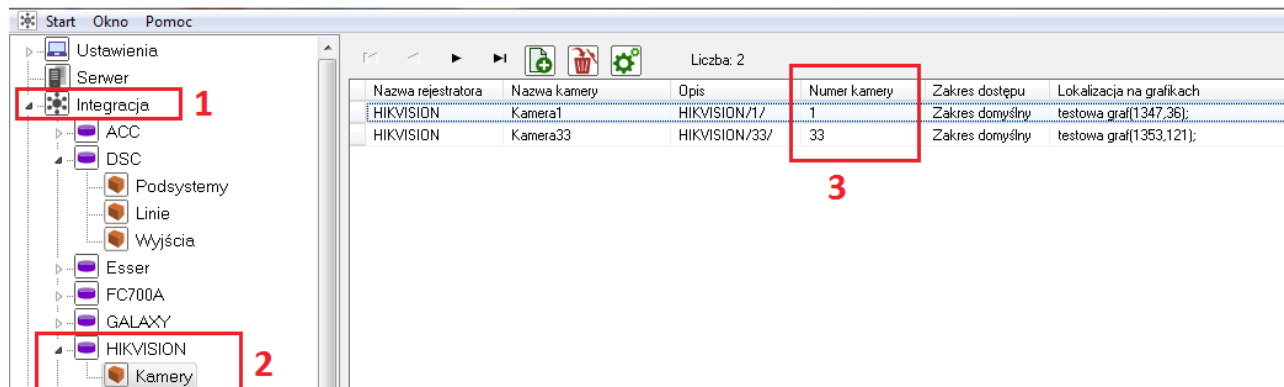 Start Okno Pomoc
Ustawienia
Serwer
Integracja 1
ACC
DSC
Podsystemy
Linie
Wyjścia
Esser
FC700A
GALAXY
HIKVISION
Kamery
2
Liczba: 2
Nazwa rejestratora Nazwa kamery Opis Numer kamery Zakres dostępu Lokalizacja na grafikach
HIKVISION Kamera1 HIKVISION/1/ 1 Zakres domyślny testowa graf(1347,36);
HIKVISION Kamera33 HIKVISION/33/ 33 Zakres domyślny testowa graf(1353,121);
3